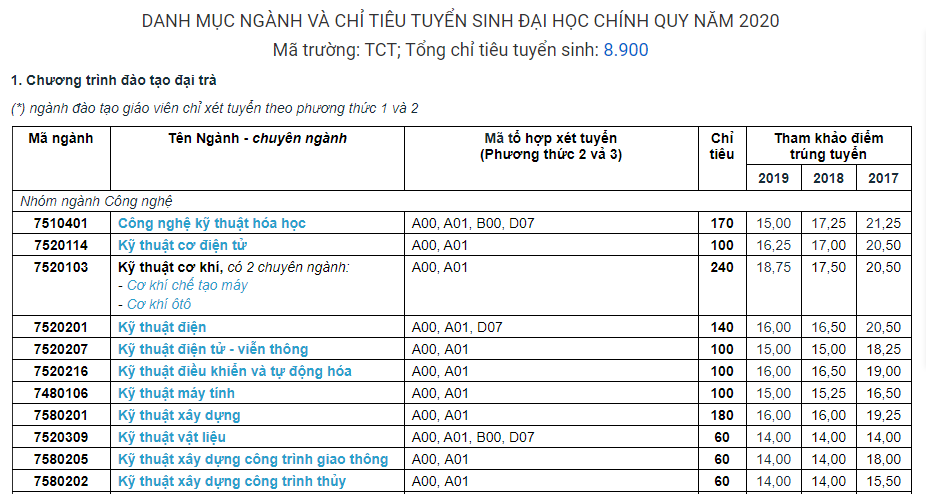 DANH MỤC NGÀNH VÀ CHỈ TIÊU TUYỂN SINH ĐẠI HỌC CHÍNH QUY NĂM 2020
Mã trường: TCT; Tổng chỉ tiêu tuyển sinh: 8.900
1. Chương trình đào tạo đại trà
(*) ngành đào tạo giáo viên chỉ xét tuyển theo phương thức 1 và 2
Mã ngành Tên Ngành - chuyên ngành Mã tổ hợp xét tuyển (Phương thức 2 và 3) Chỉ tiêu Tham khảo điểm trúng tuyển
2019 2018 2017
Nhóm ngành Công nghệ
7510401 Công nghệ kỹ thuật hóa học A00, A01, B00, D07 170 15,00 17,25 21,25
7520114 Kỹ thuật cơ điện tử A00, A01 100 16,25 17,00 20,50
7520103 Kỹ thuật cơ khí, có 2 chuyên ngành: A00, A01 240 18,75 17,50 20,50
- Cơ khí chế tạo máy
- Cơ khí ôtô
7520201 Kỹ thuật điện A00, A01, D07 140 16,00 16,50 20,50
7520207 Kỹ thuật điện tử - viễn thông A00, A01 100 15,00 15,00 18,25
7520216 Kỹ thuật điều khiển và tự động hóa A00, A01 100 16,00 16,50 19,00
7480106 Kỹ thuật máy tính A00, A01 100 15,00 15,25 16,50
7580201 Kỹ thuật xây dựng A00, A01 180 16,00 16,00 19,25
7520309 Kỹ thuật vật liệu A00, A01, B00, D07 60 14,00 14,00 14,00
7580205 Kỹ thuật xây dựng công trình giao thông A00, A01 60 14,00 14,00 18,00
7580202 Kỹ thuật xây dựng công trình thủy A00, A01 60 14,00 14,00 15,50